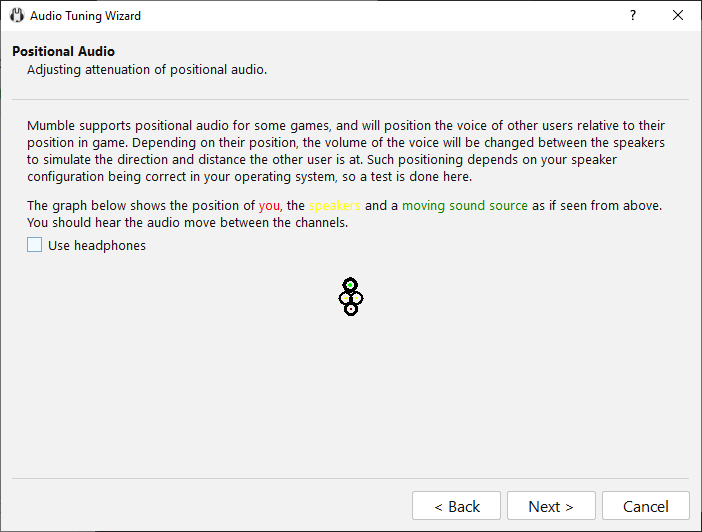 Audio Tuning Wizard
?
Positional Audio
Adjusting attenuation of positional audio.
Mumble supports positional audio for some games, and will position the voice of other users relative to their
position in game. Depending on their position, the volume of the voice will be changed between the speakers
to simulate the direction and distance the other user is at. Such positioning depends on your speaker
configuration being correct in your operating system, so a test is done here.
The graph below shows the position of you, the speakers and a moving sound source as if seen from above.
You should hear the audio move between the channels.
Use headphones
< Back
Next >
Cancel